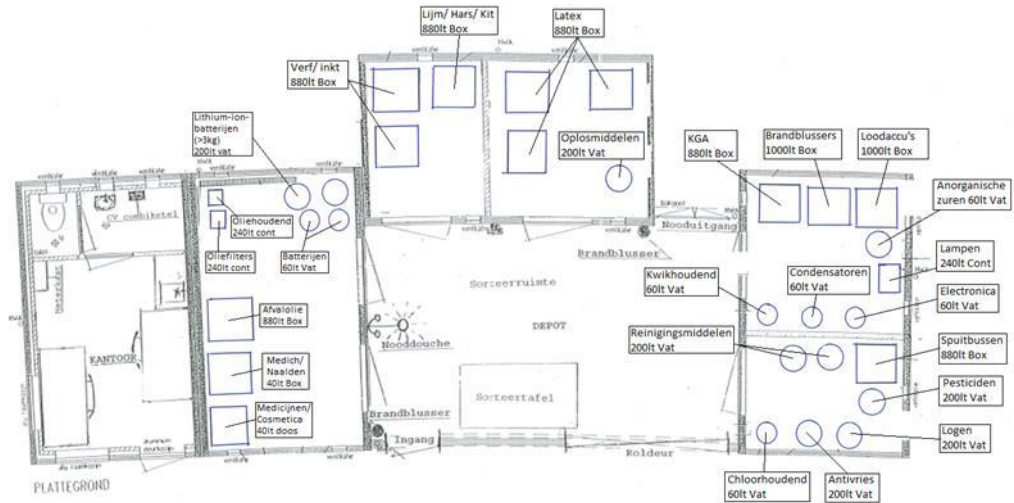 Lijm/ Hars/ Kit
880lt Box
Latex
880lt Box
Verf/ inkt
880lt Box
Lithium-ion-
batterijen
(>3kg)
200lt vat
Oplosmiddelen
200lt Vat
KGA
880lt Box
Brandblussers
1000lt Box
Loodaccu's
1000lt Box
Anorganische
zuren 60lt Vat
CV combiketel
Oliehoudend
240lt cont
Oliefilters
240lt cont
Batterijen
60lt Vat
Nooduitgang
Brandblusser
Lampen
240lt Cont
Kwikhoudend
60lt Vat
Condensatoren
60lt Vat
Electronica
60lt Vat
Sorteerruimte
DEPOT
Meterkast
KANTOOR
Afvalolie
880lt Box
Nooddouche
Reinigingsmiddelen
200lt Vat
Spuitbussen
880lt Box
Medich/
Naalden
40lt Box
Sorteertafel
Pesticiden
200lt Vat
Medicijnen/
Cosmetica
40lt doos
Brandblusser
Ingang
Roldeur
Logen
200lt Vat
Chloorhoudend
60lt Vat
Antivries
200lt Vat
PLATTEGROND